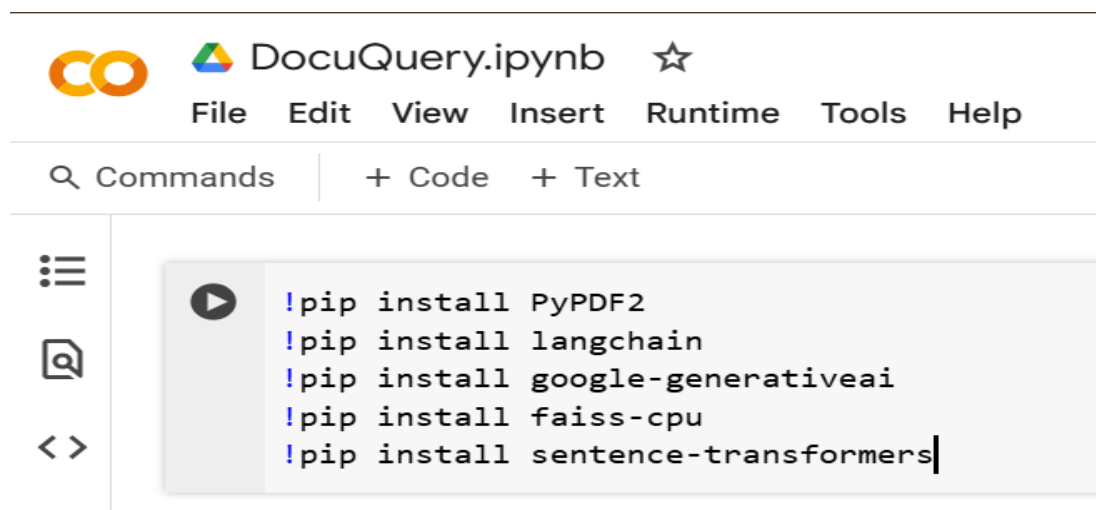 DocuQuery.ipynb
File Edit View Insert Runtime Tools Help
Commands + Code + Text
!pip install PyPDF2
!pip install langchain
!pip install google-generativeai
!pip install faiss-cpu
!pip install sentence-transformers